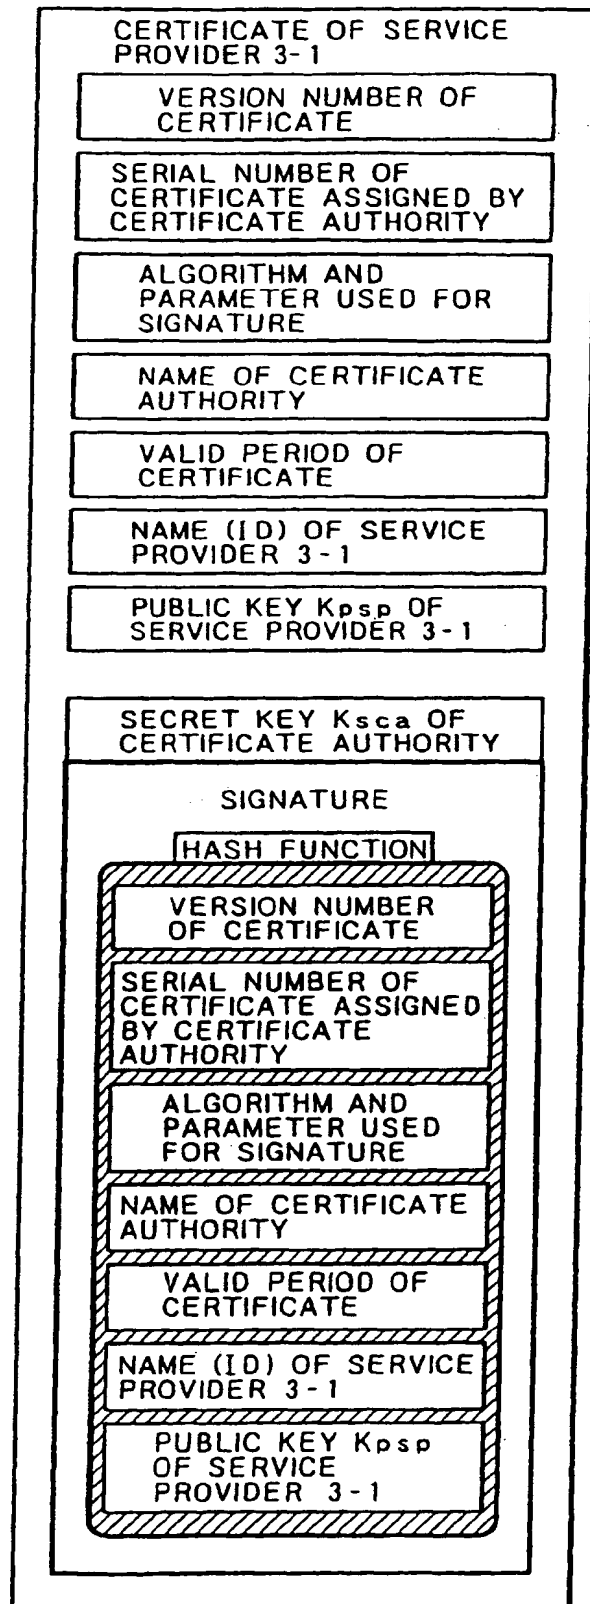 CERTIFICATE OF SERVICE
PROVIDER 3-1
VERSION NUMBER OF
CERTIFICATE
SERIAL NUMBER OF
CERTIFICATE ASSIGNED BY
CERTIFICATE AUTHORITY
ALGORITHM AND
PARAMETER USED FOR
SIGNATURE
NAME OF CERTIFICATE
AUTHORITY
VALID PERIOD OF
CERTIFICATE
NAME (ID) OF SERVICE
PROVIDER 3-1
PUBLIC KEY Kpsp OF
SERVICE PROVIDER 3-1
SECRET KEY Ksca OF
CERTIFICATE AUTHORITY
SIGNATURE
HASH FUNCTION
VERSION NUMBER
OF CERTIFICATE
SERIAL NUMBER OF
CERTIFICATE ASSIGNED
BY CERTIFICATE
AUTHORITY
ALGORITHM AND
PARAMETER USED
FOR SIGNATURE
NAME OF CERTIFICATE
AUTHORITY
VALID PERIOD OF
CERTIFICATE
NAME (ID) OF SERVICE
PROVIDER 3-1
PUBLIC KEY Kpsp
OF SERVICE
PROVIDER 3-1